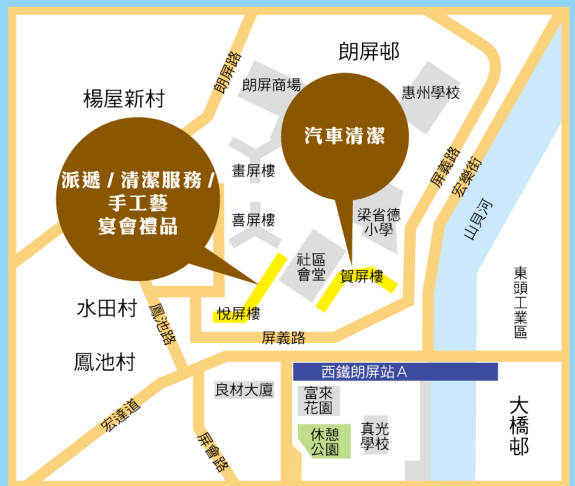 朗屏邨
朗屏路
朗屏商場
惠州學校
楊屋新村
汽車清潔
派遞 / 清潔服務 /
手工藝
宴會禮品
畫屏樓
屏義路
宏樂街
喜屏樓
梁省德
小學
山貝河
社區
會堂
賀屏樓
東頭工業區
水田村
鳳池路
悅屏樓
屏義路
鳳池村
西鐵朗屏站A
良材大廈
富來
花園
大橋邨
宏達道
屏會路
休憩
公園
真光
學校